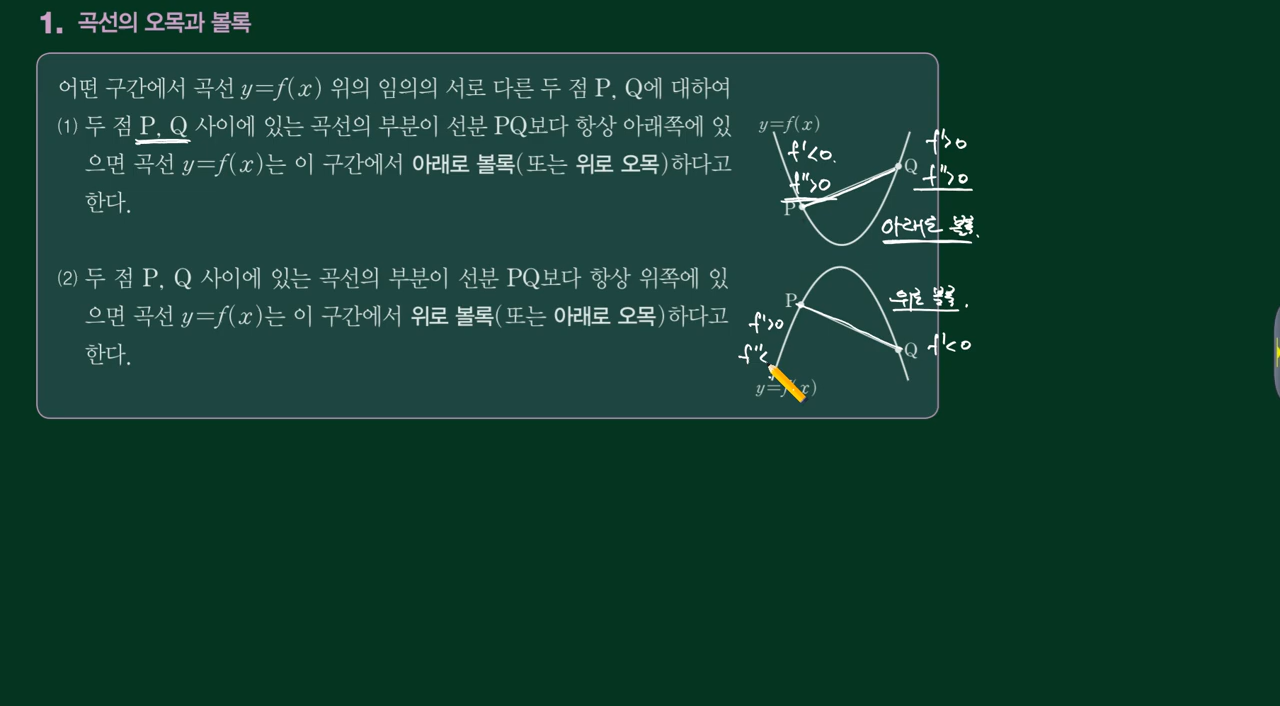 1. 곡선의 오목과 볼록
어떤 구간에서 곡선 y=f(x) 위의 임의의 서로 다른 두 점 P, Q에 대하여
(1) 두 점 P, Q 사이에 있는 곡선의 부분이 선분 PQ보다 항상 아래쪽에 있
으면 곡선 y=f(x)는 이 구간에서 아래로 볼록(또는 위로 오목)하다고
한다.
y=f(x)
f'<0.
f''>0
P
Q
f'>0
f''>0
아래로 볼록.
(2) 두 점 P, Q 사이에 있는 곡선의 부분이 선분 PQ보다 항상 위쪽에 있
으면 곡선 y=f(x)는 이 구간에서 위로 볼록(또는 아래로 오목)하다고
한다.
P
위로 볼록.
f'>0
f''<
Q
f'<0
y=f(x)